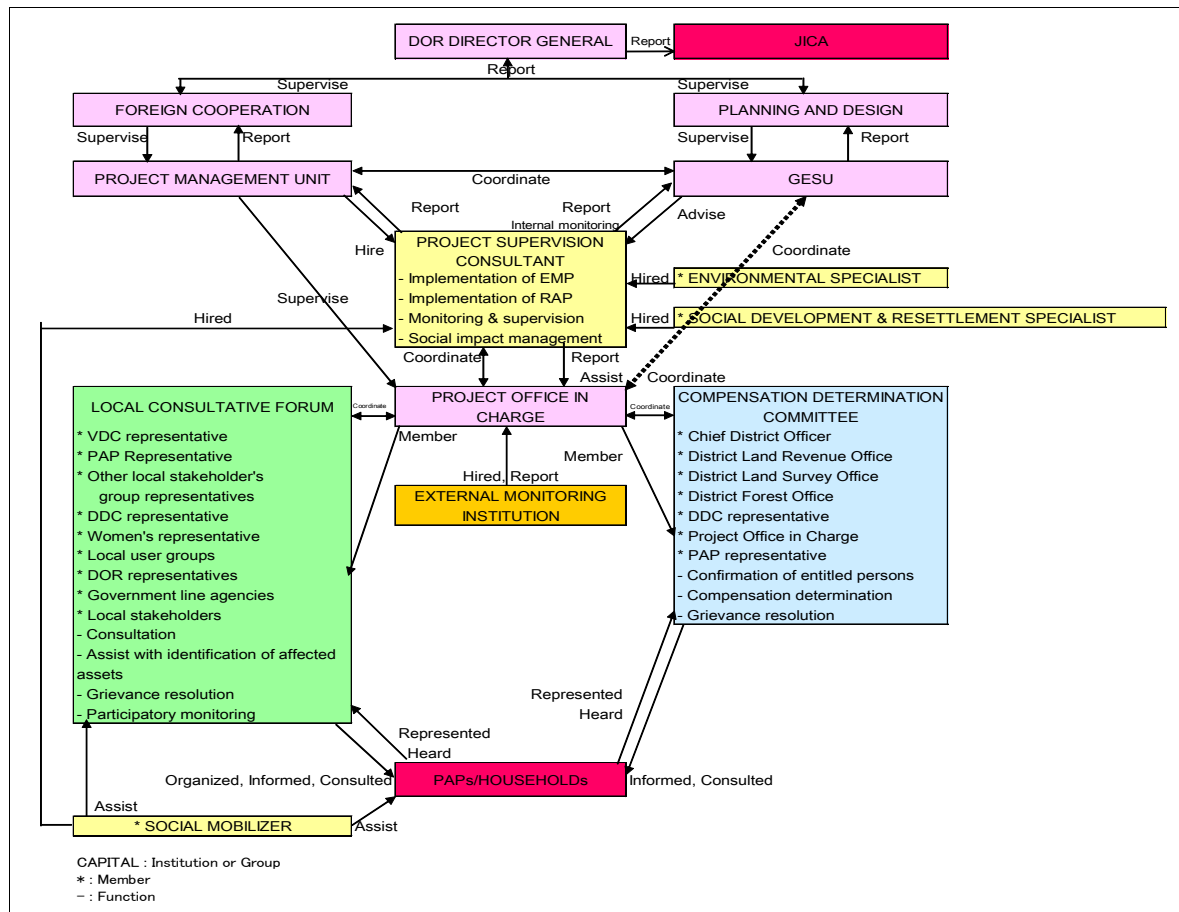 DOR DIRECTOR GENERAL
Report
JICA
Report
Supervise
Supervise
FOREIGN COOPERATION
PLANNING AND DESIGN
Supervise
Report
Supervise
Report
PROJECT MANAGEMENT UNIT
Coordinate
GESU
Report
Report
Advise
Internal monitoring
Hire
Coordinate
PROJECT SUPERVISION
CONSULTANT
- Implementation of EMP
- Implementation of RAP
- Monitoring & supervision
- Social impact management
Hired
* ENVIRONMENTAL SPECIALIST
Supervise
Hired
Hired
* SOCIAL DEVELOPMENT & RESETTLEMENT SPECIALIST
Coordinate
Report
Assist
Coordinate
LOCAL CONSULTATIVE FORUM
* VDC representative
* PAP Representative
* Other local stakeholder's
group representatives
* DDC representative
* Women's representative
* Local user groups
* DOR representatives
* Government line agencies
* Local stakeholders
- Consultation
- Assist with identification of affected
assets
- Grievance resolution
- Participatory monitoring
Coordinate
PROJECT OFFICE IN
CHARGE
Coordinate
Member
Member
Hired, Report
EXTERNAL MONITORING
INSTITUTION
COMPENSATION DETERMINATION
COMMITTEE
* Chief District Officer
* District Land Revenue Office
* District Land Survey Office
* District Forest Office
* DDC representative
* Project Office in Charge
* PAP representative
- Confirmation of entitled persons
- Compensation determination
- Grievance resolution
Represented
Heard
Represented
Heard
Organized, Informed, Consulted
PAPs/HOUSEHOLDs
Informed, Consulted
Assist
* SOCIAL MOBILIZER
Assist
CAPITAL : Institution or Group
* : Member
- : Function